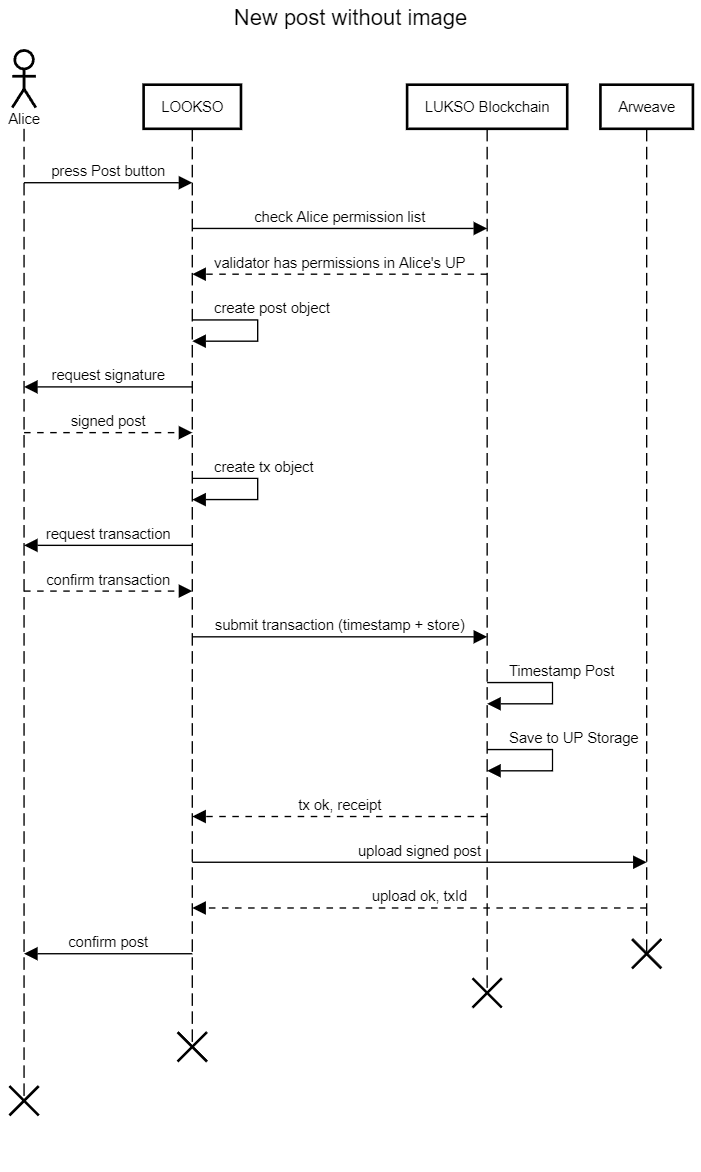 New post without image
Alice
LOOKSO
LUKSO Blockchain
Arweave
press Post button
check Alice permission list
validator has permissions in Alice's UP
create post object
request signature
signed post
create tx object
request transaction
confirm transaction
submit transaction (timestamp + store)
Timestamp Post
Save to UP Storage
tx ok, receipt
upload signed post
upload ok, txId
confirm post